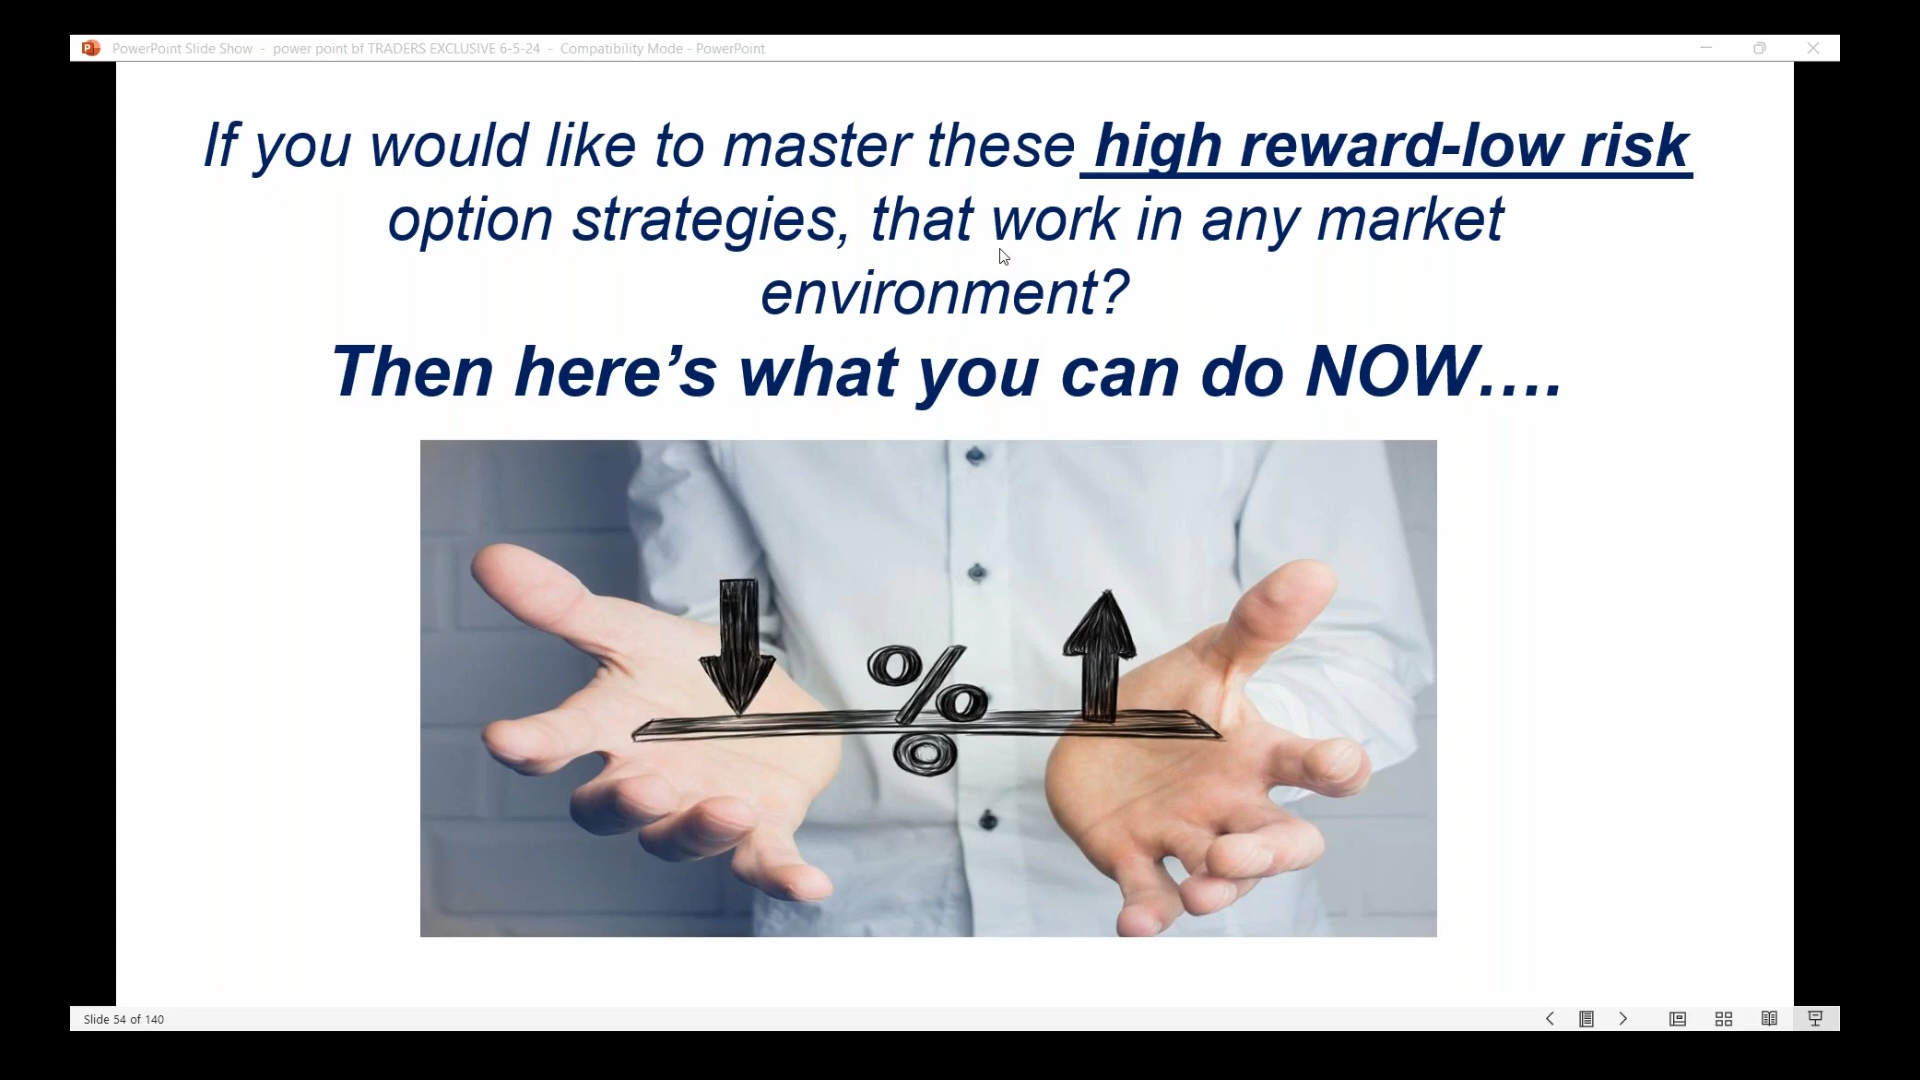 PowerPoint Slide Show - power point bf TRADERS EXCLUSIVE 6-5-24 - Compatibility Mode - PowerPoint
If you would like to master these high reward-low risk
option strategies, that work in any market
environment?
Then here’s what you can do NOW….
%
Slide 54 of 140